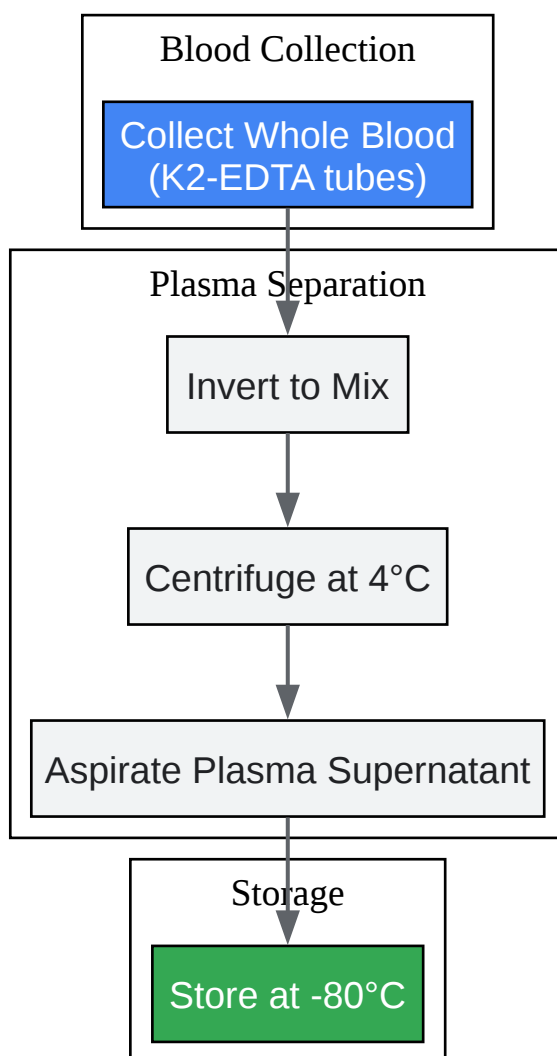 Blood Collection
Collect Whole Blood
(K2-EDTA tubes)
Plasma Separation
Invert to Mix
Centrifuge at 4°C
Aspirate Plasma Supernatant
Storage
Store at -80°C